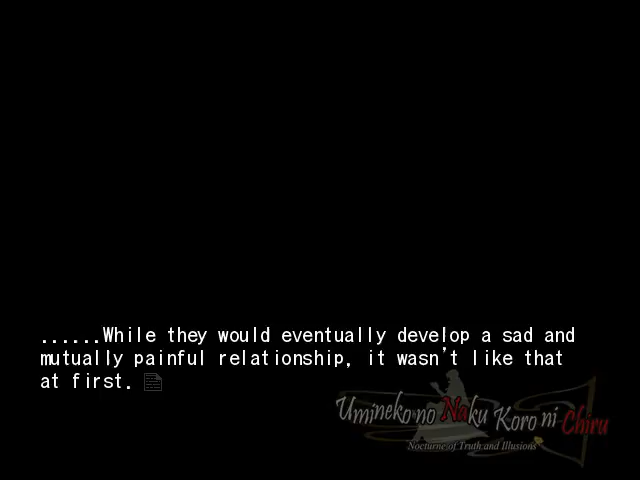 ......While they would eventually develop a sad and
mutually painful relationship, it wasn't like that
at first.
Umineko no Naku Koro ni Chiru
Nocturne of Truth and Illusions